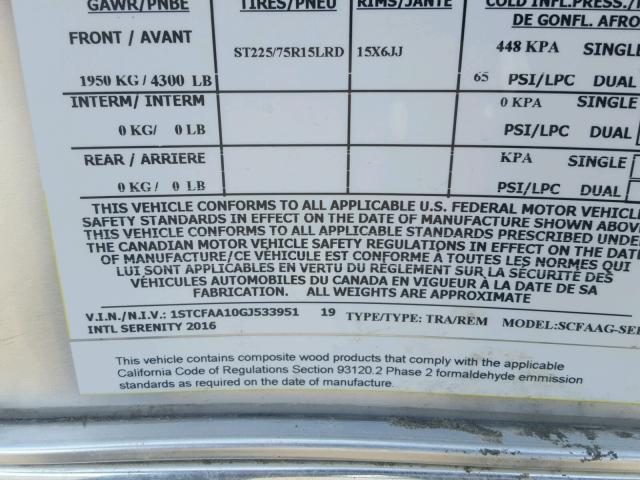 GAWR/PNBE TIRES/PNEU RIMS/JANTE COLD INFL.PRESS./
DE GONFL. AFRO
FRONT / AVANT ST225/75R15LRD 15X6JJ 448 KPA SINGLE
1950 KG / 4300 LB 65 PSI/LPC DUAL
INTERM/ INTERM 0 KPA SINGLE
0 KG/ 0 LB PSI/LPC DUAL
REAR / ARRIERE KPA SINGLE
0 KG / 0 LB PSI/LPC DUAL
THIS VEHICLE CONFORMS TO ALL APPLICABLE U.S. FEDERAL MOTOR VEHICLE
SAFETY STANDARDS IN EFFECT ON THE DATE OF MANUFACTURE SHOWN ABOVE
THIS VEHICLE CONFORMS TO ALL APPLICABLE STANDARDS PRESCRIBED UNDER
THE CANADIAN MOTOR VEHICLE SAFETY REGULATIONS IN EFFECT ON THE DATE
OF MANUFACTURE/CE VÉHICULE EST CONFORME À TOUTES LES NORMES QUI
LUI SONT APPLICABLES EN VERTU DU RÈGLEMENT SUR LA SÉCURITÉ DES
VÉHICULES AUTOMOBILES DU CANADA EN VIGUEUR À LA DATE DE SA
FABRICATION. ALL WEIGHTS ARE APPROXIMATE
V.I.N./N.I.V.: 1STCFAA10GJ533951 19 TYPE/TYPE: TRA/REM MODEL:SCFAAG-SE
INTL SERENITY 2016
This vehicle contains composite wood products that comply with the applicable
California Code of Regulations Section 93120.2 Phase 2 formaldehyde emmission
standards as required on the date of manufacture.